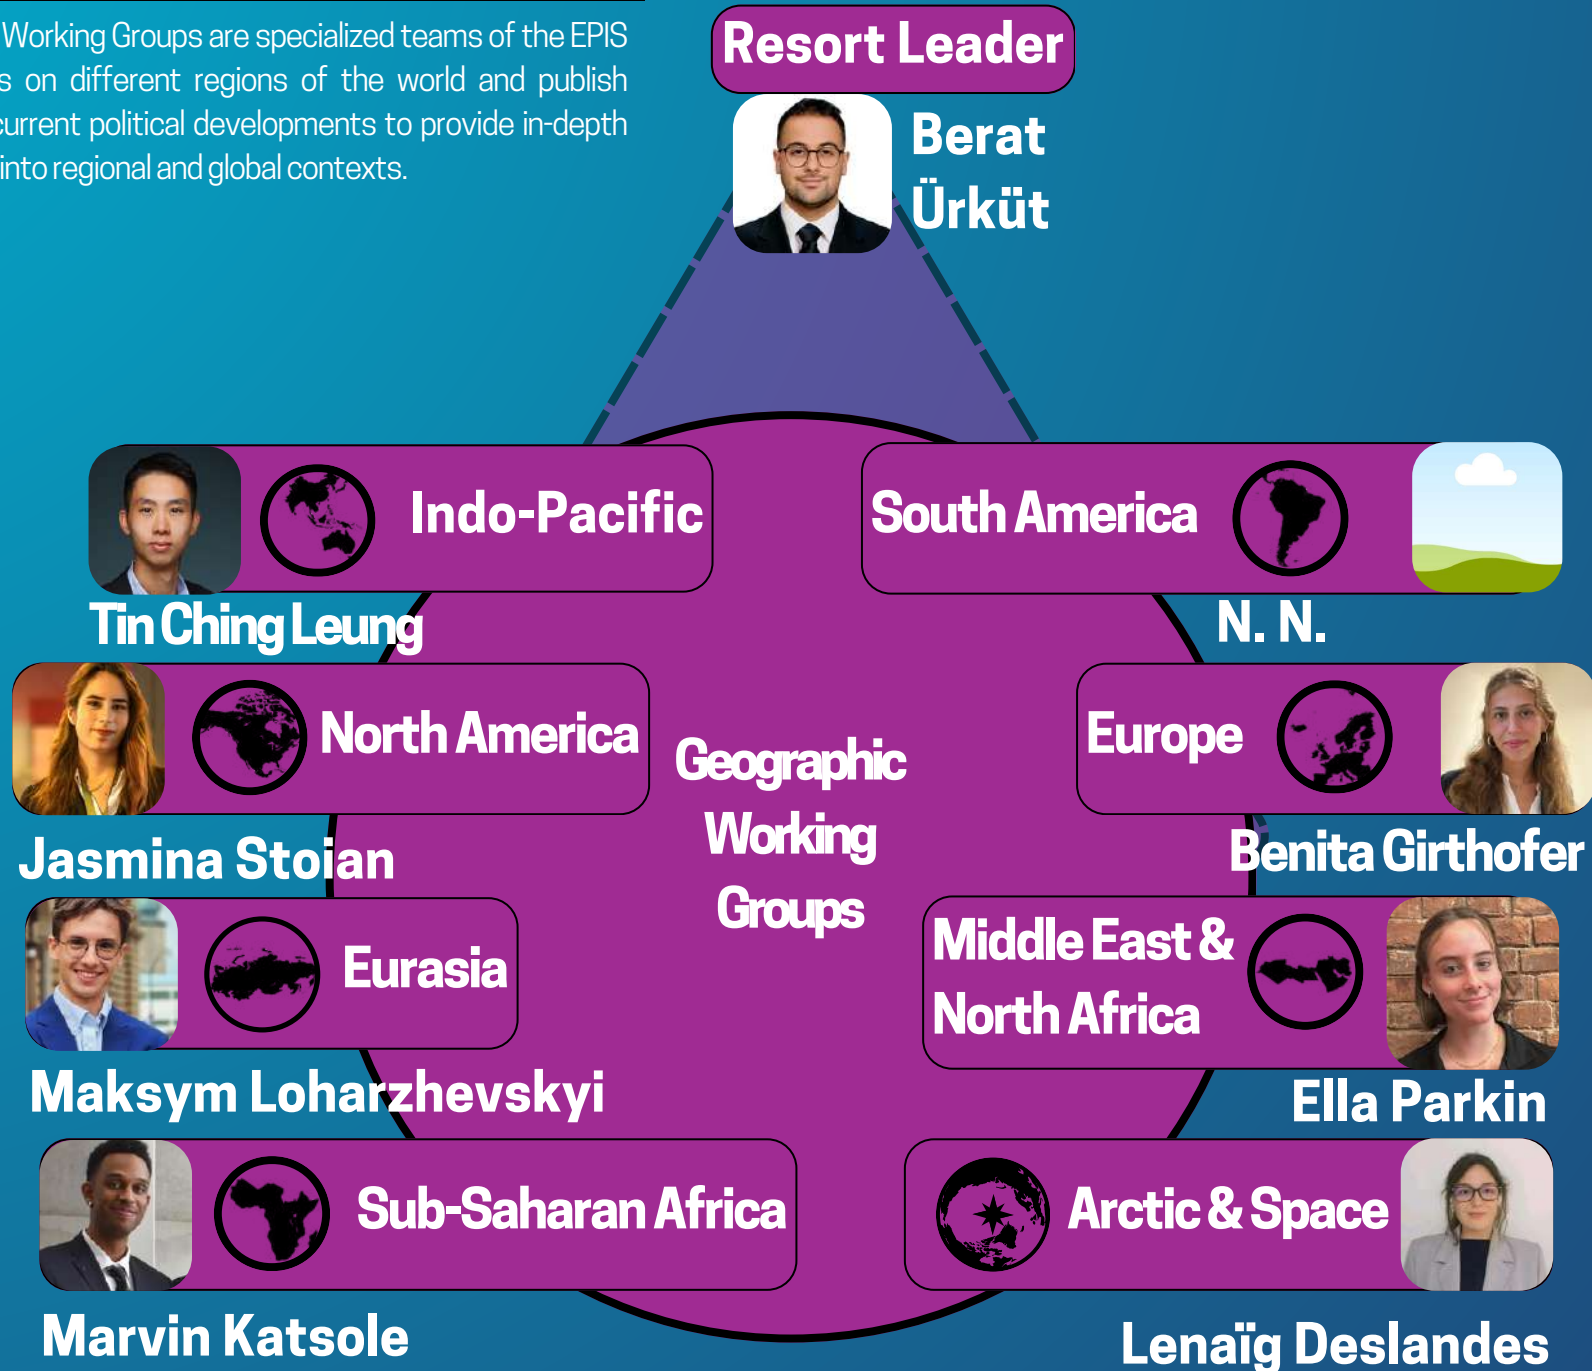 Working Groups are specialized teams of the EPIS
s on different regions of the world and publish
current political developments to provide in-depth
into regional and global contexts.
Resort Leader
Berat
Ürküt
Indo-Pacific
Tin Ching Leung
South America
N. N.
North America
Jasmina Stoian
Geographic
Working
Groups
Europe
Benita Girthofer
Eurasia
Maksym Loharzhevskyi
Middle East &
North Africa
Ella Parkin
Sub-Saharan Africa
Marvin Katsole
Arctic & Space
Lenaïg Deslandes